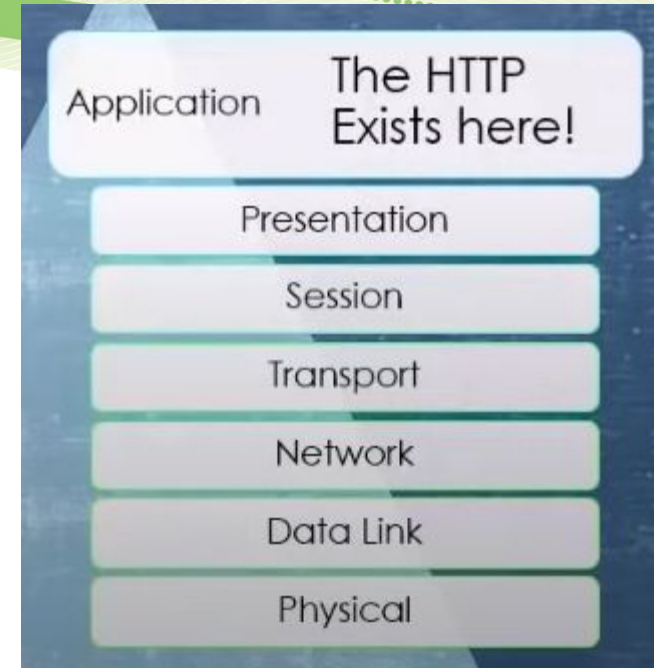 Application
The HTTP
Exists here!
Presentation
Session
Transport
Network
Data Link
Physical